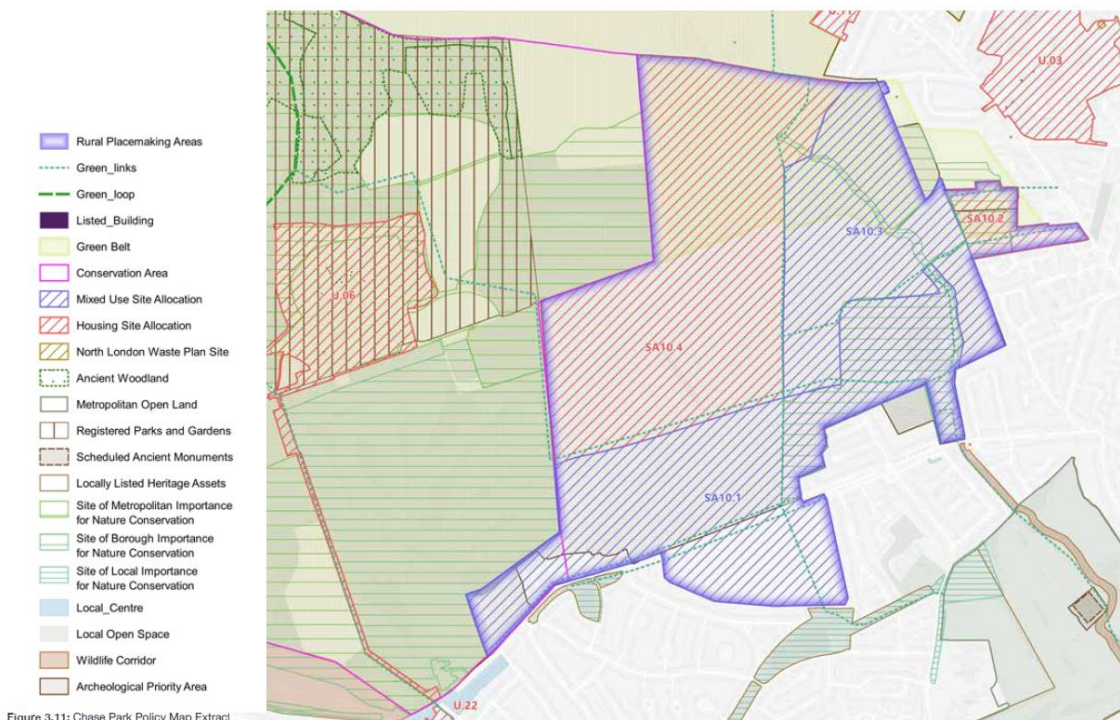 Rural Placemaking Areas
Green_links
Green_loop
Listed_Building
Green Belt
Conservation Area
Mixed Use Site Allocation
Housing Site Allocation
North London Waste Plan Site
Ancient Woodland
Metropolitan Open Land
Registered Parks and Gardens
Scheduled Ancient Monuments
Locally Listed Heritage Assets
Site of Metropolitan Importance
for Nature Conservation
Site of Borough Importance
for Nature Conservation
Site of Local Importance
for Nature Conservation
Local_Centre
Local Open Space
Wildlife Corridor
Archeological Priority Area
Figure 3.11: Chase Park Policy Map Extract
U.03
SA10.2
SA10.3
U.06
SA10.4
SA10.1
U.22